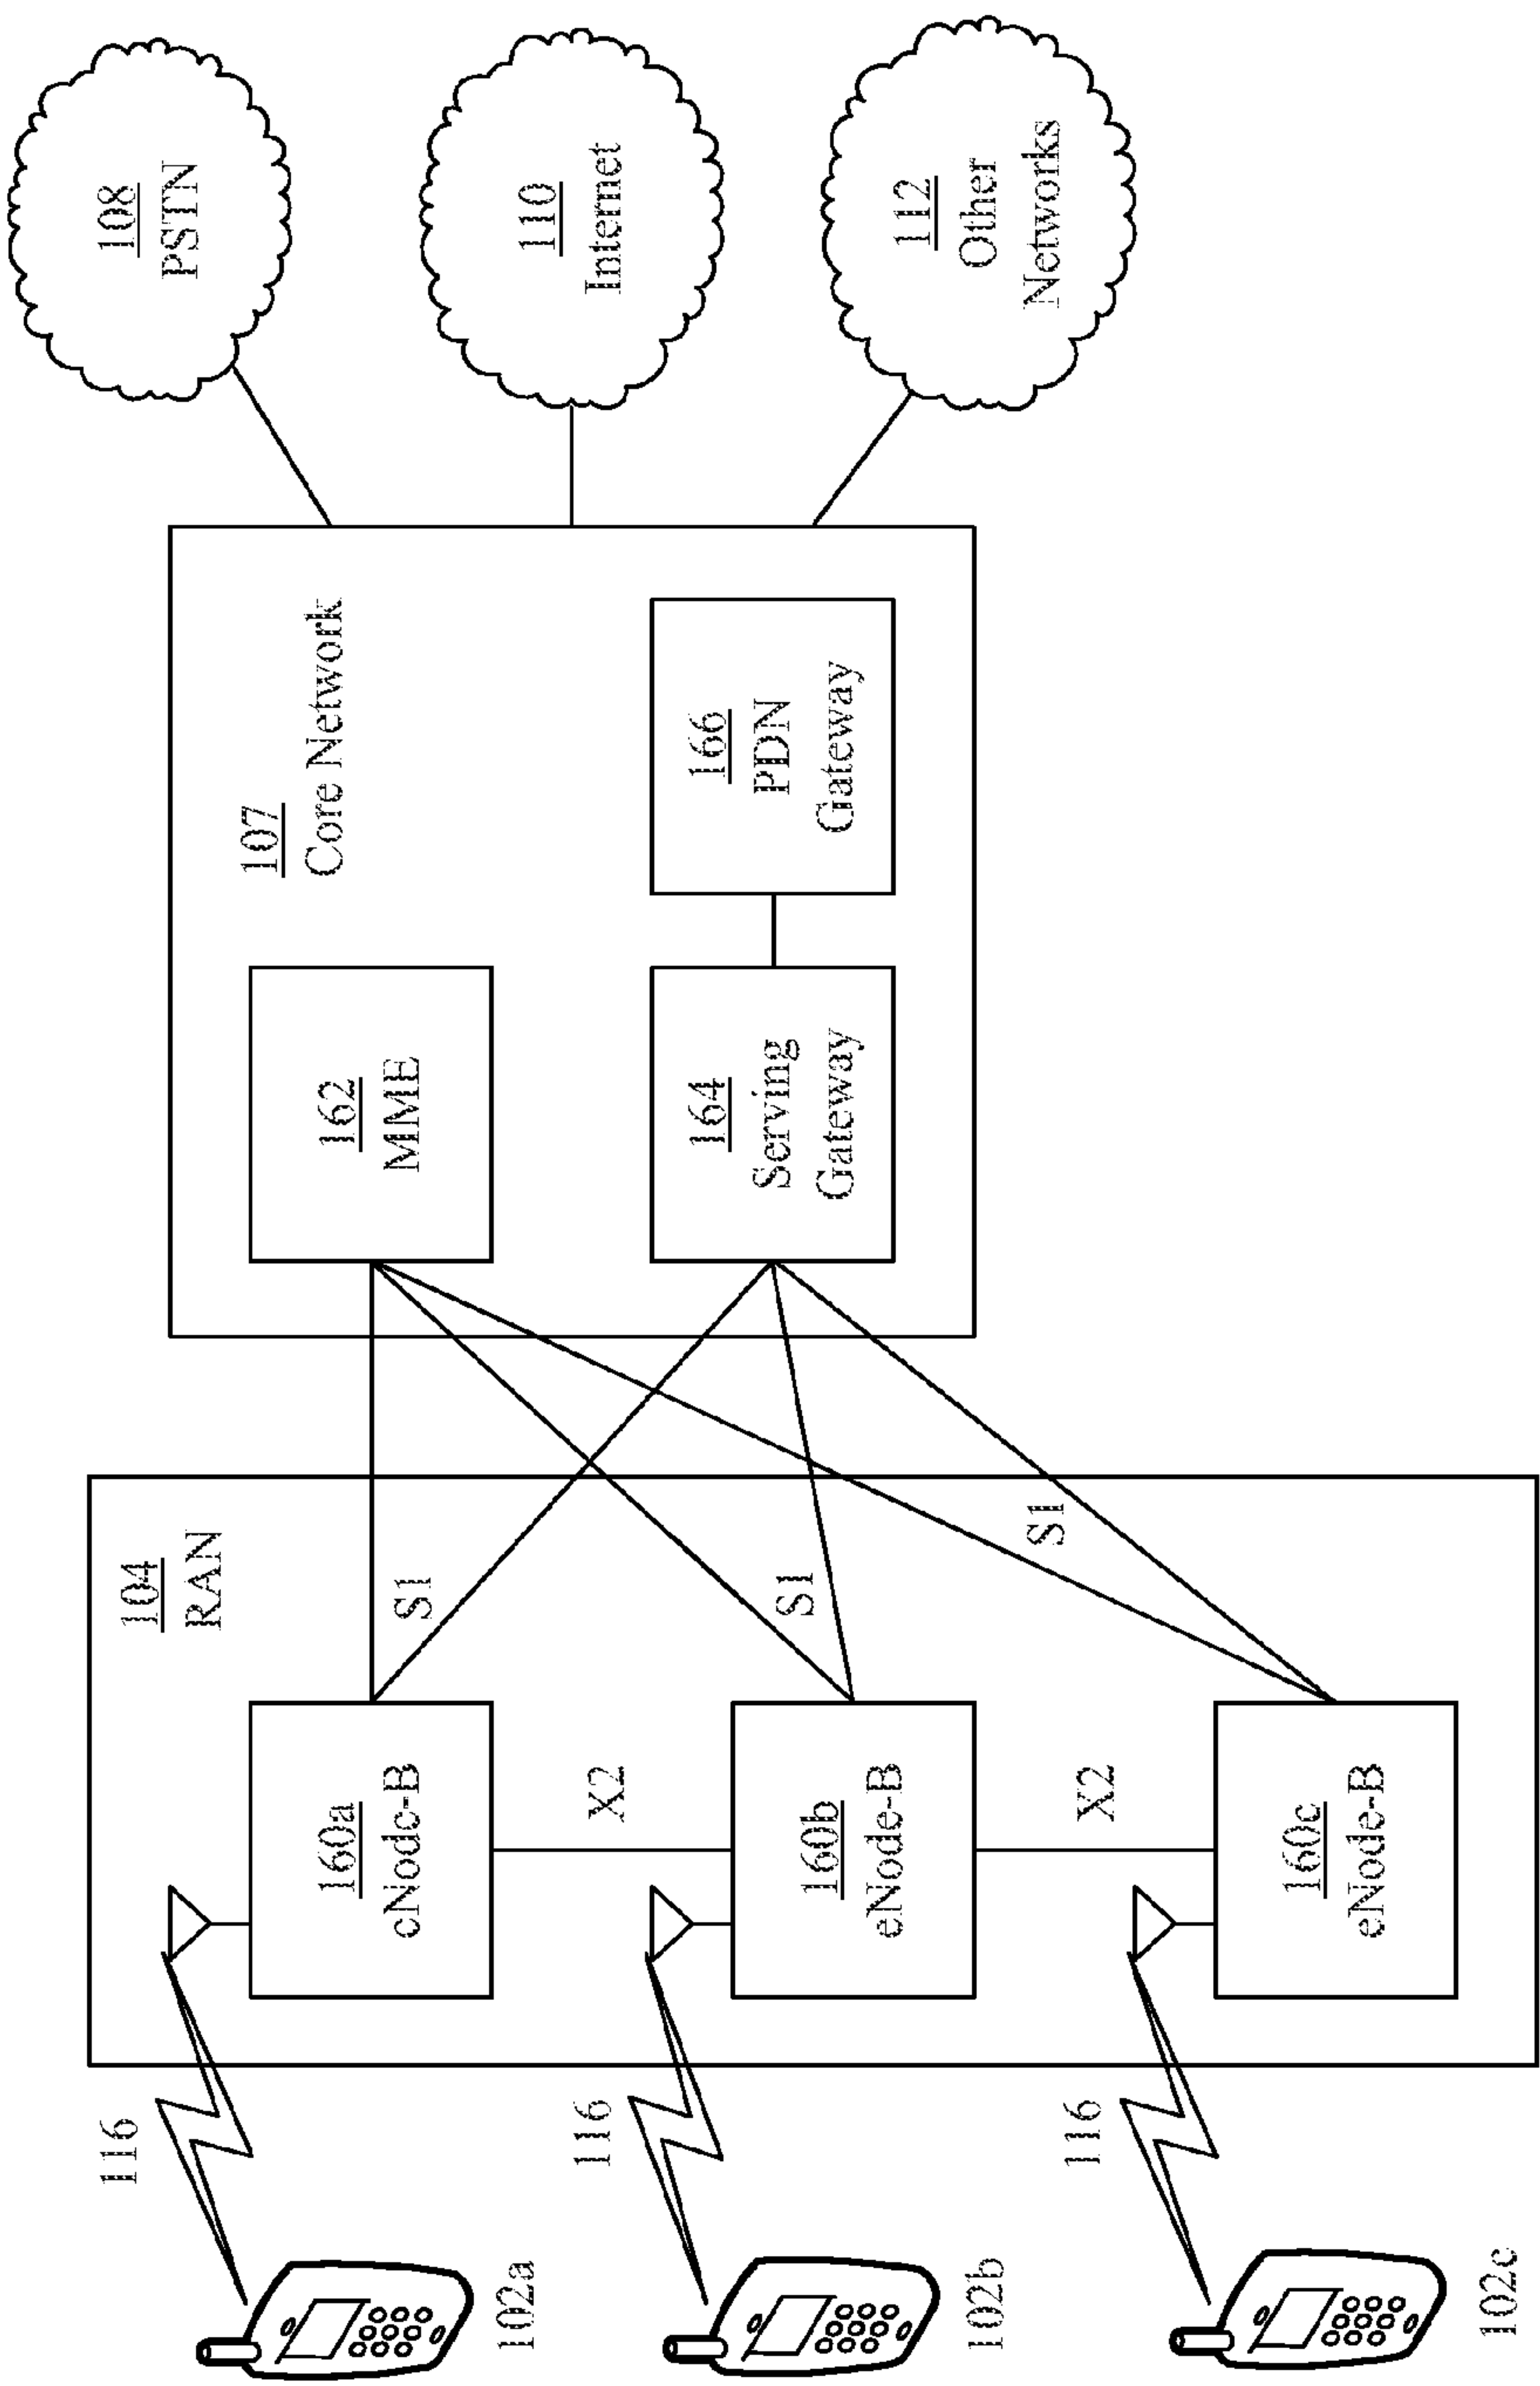 102a
102b
102c
116
116
116
104
RAN
160a
eNode-B
X2
160b
eNode-B
X2
160c
eNode-B
S1
S1
S1
107
Core Network
162
MME
164
Serving
Gateway
166
PDN
Gateway
108
PSTN
110
Internet
112
Other
Networks